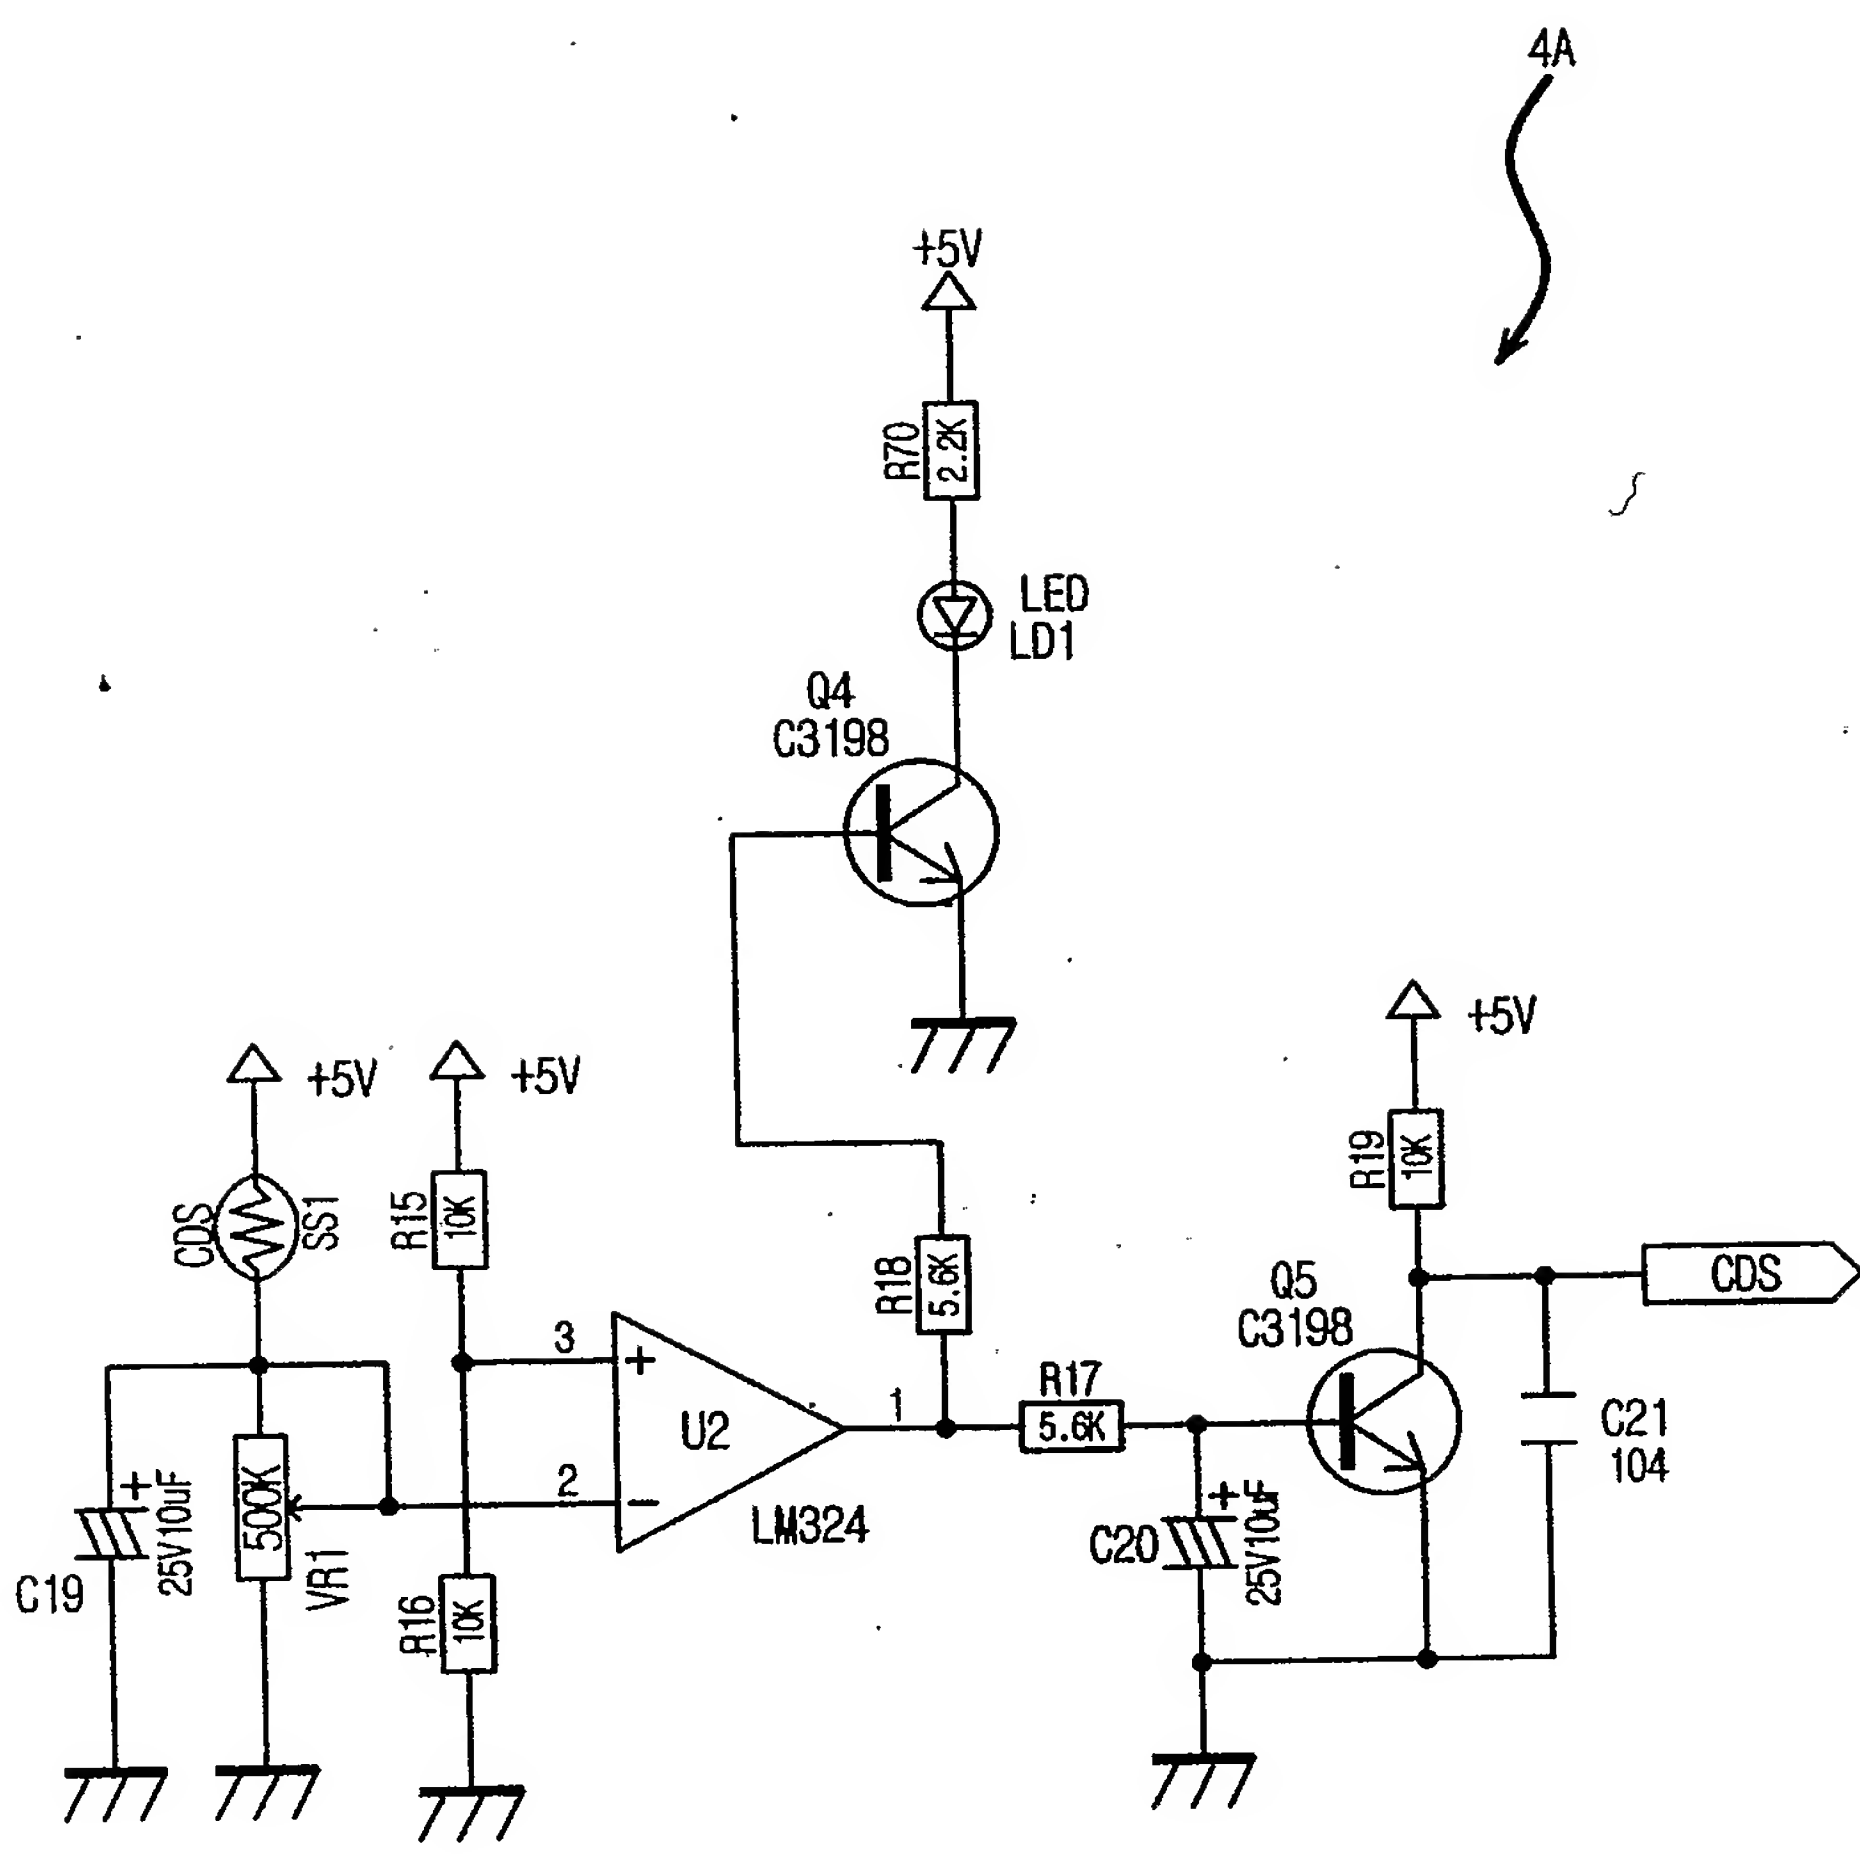 4A
+5V
R70
2.2K
LED
LD1
Q4
C3198
+5V
+5V
+5V
CDS
SS1
R15
10K
R19
10K
CDS
R18
5.6K
Q5
C3198
3
+
U2
1
R17
5.6K
2
-
LM324
C19
+
25V10uF
500K
VR1
R16
10K
C20
+
25V10uF
C21
104